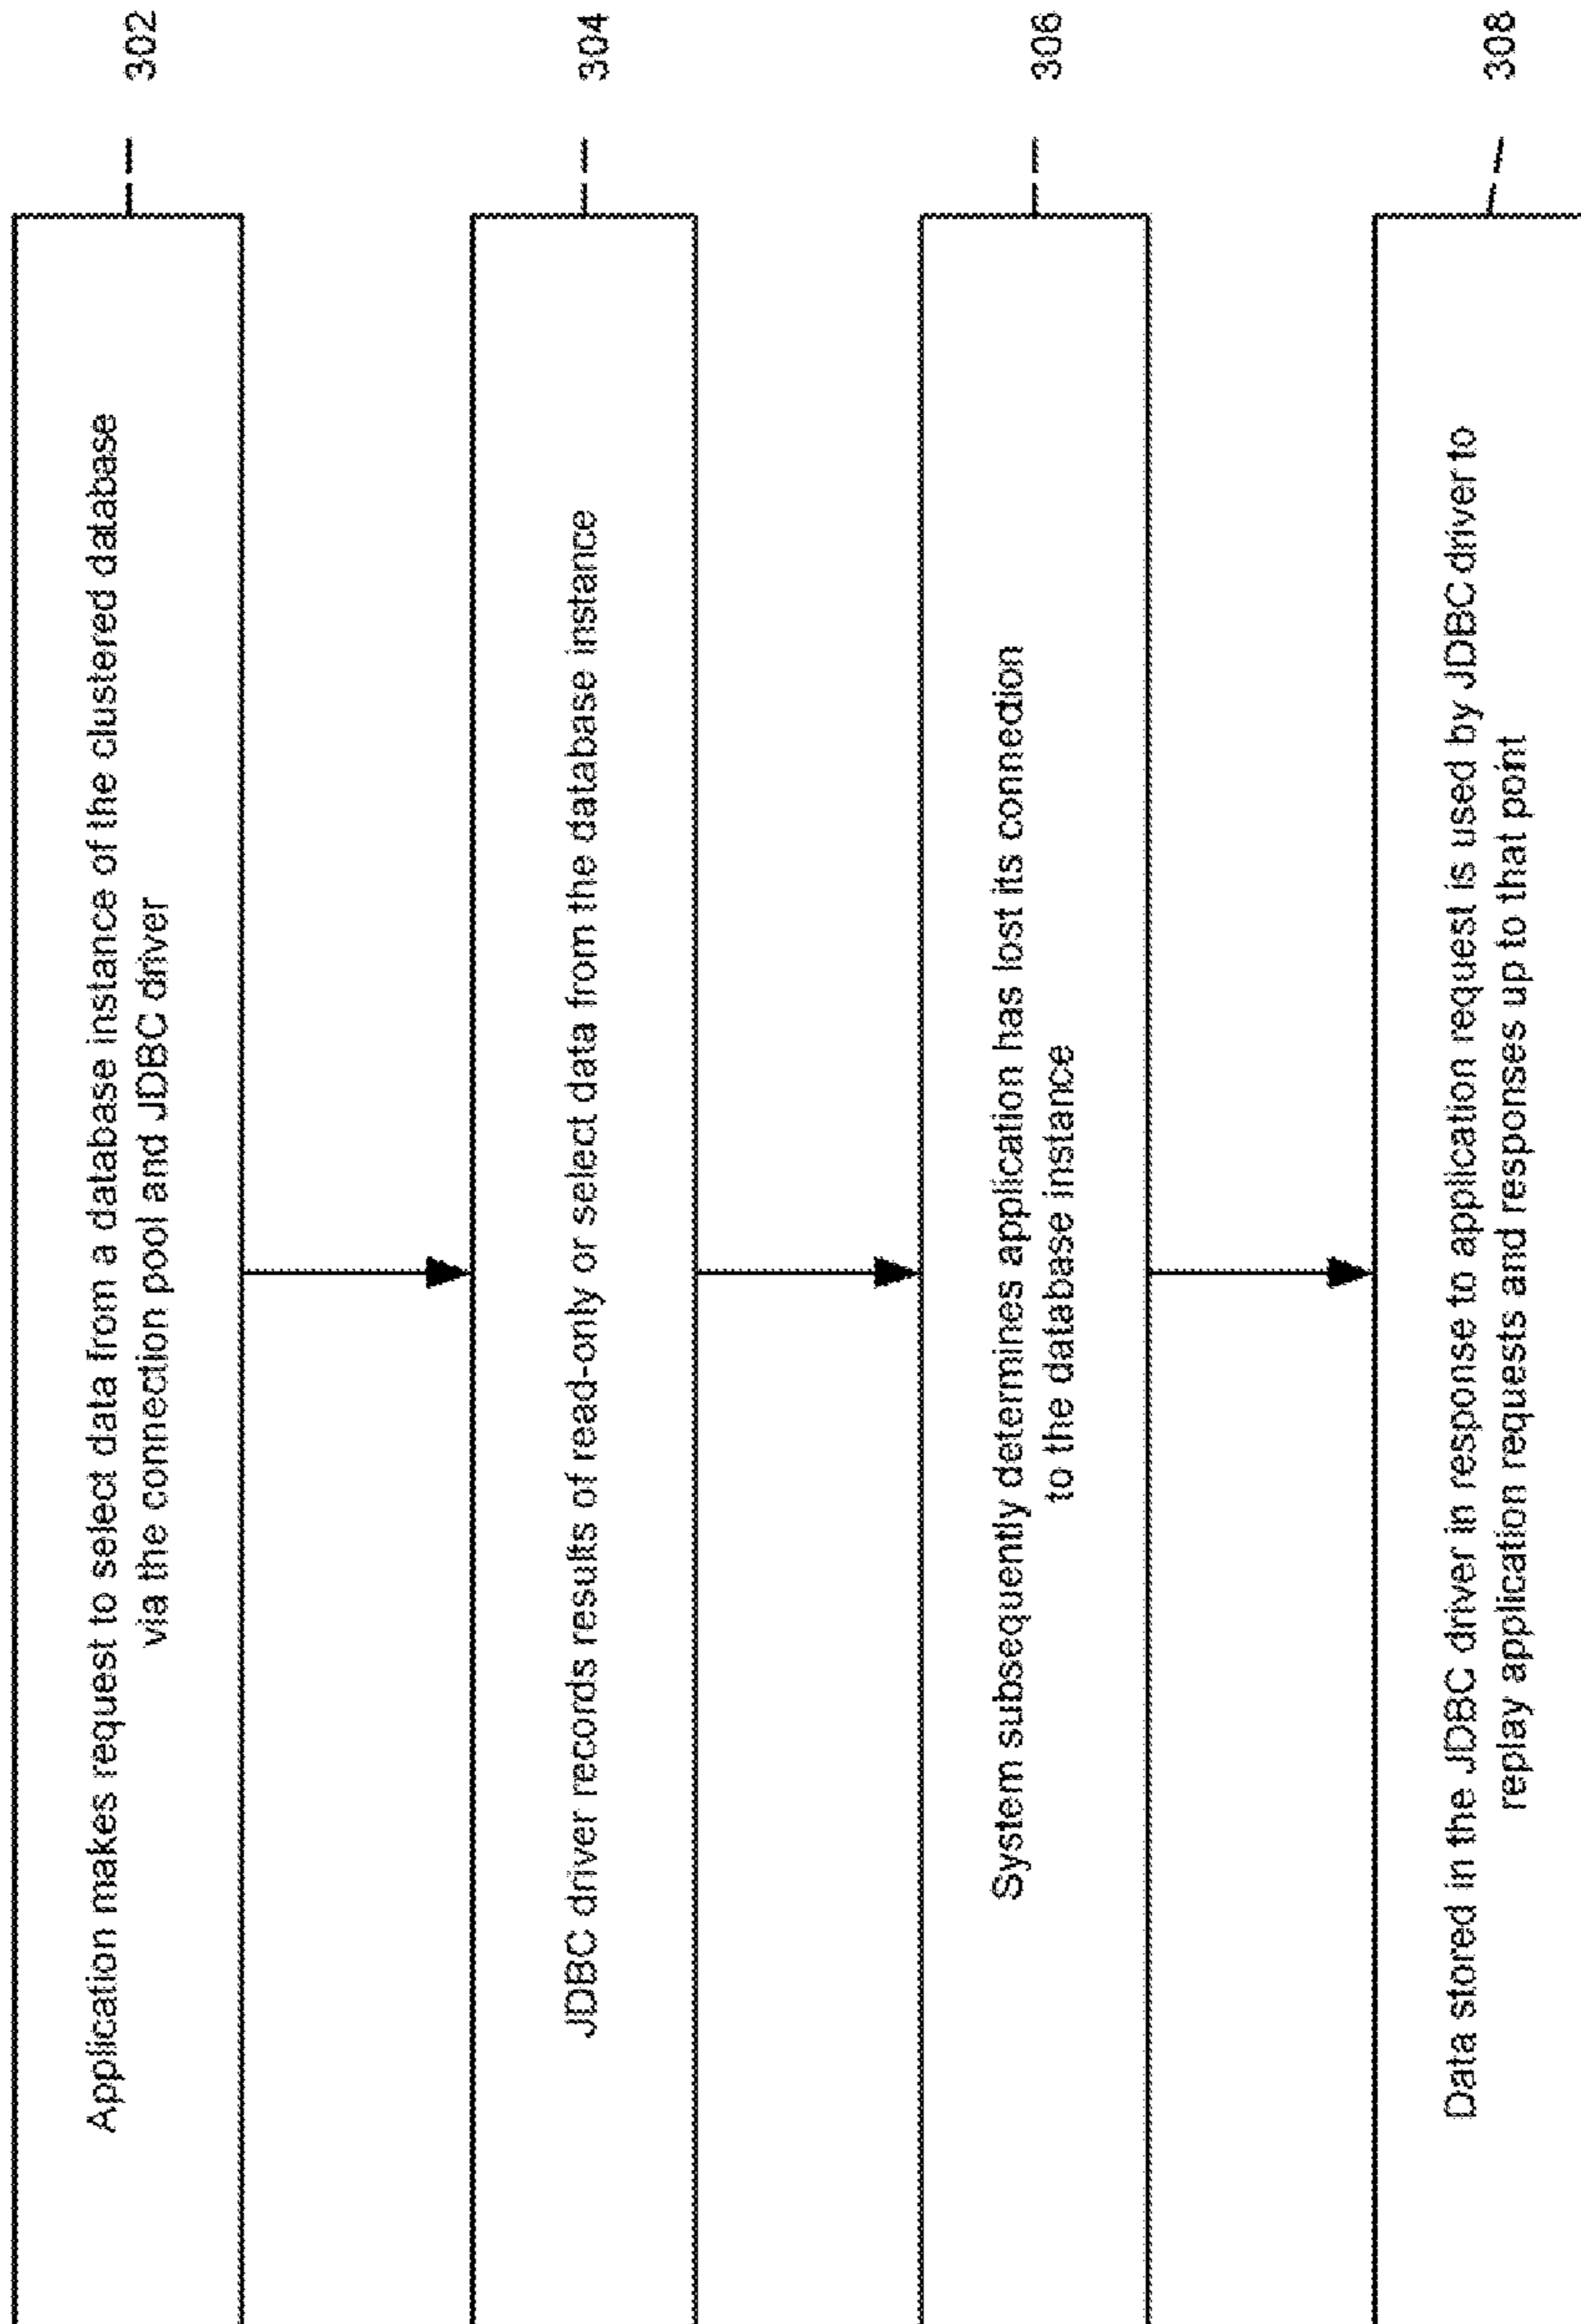 Application makes request to select data from a database instance of the clustered database
via the connection pool and JDBC driver
302
JDBC driver records results of read-only or select data from the database instance
304
System subsequently determines application has lost its connection
to the database instance
306
Data stored in the JDBC driver in response to application request is used by JDBC driver to
replay application requests and responses up to that point
308